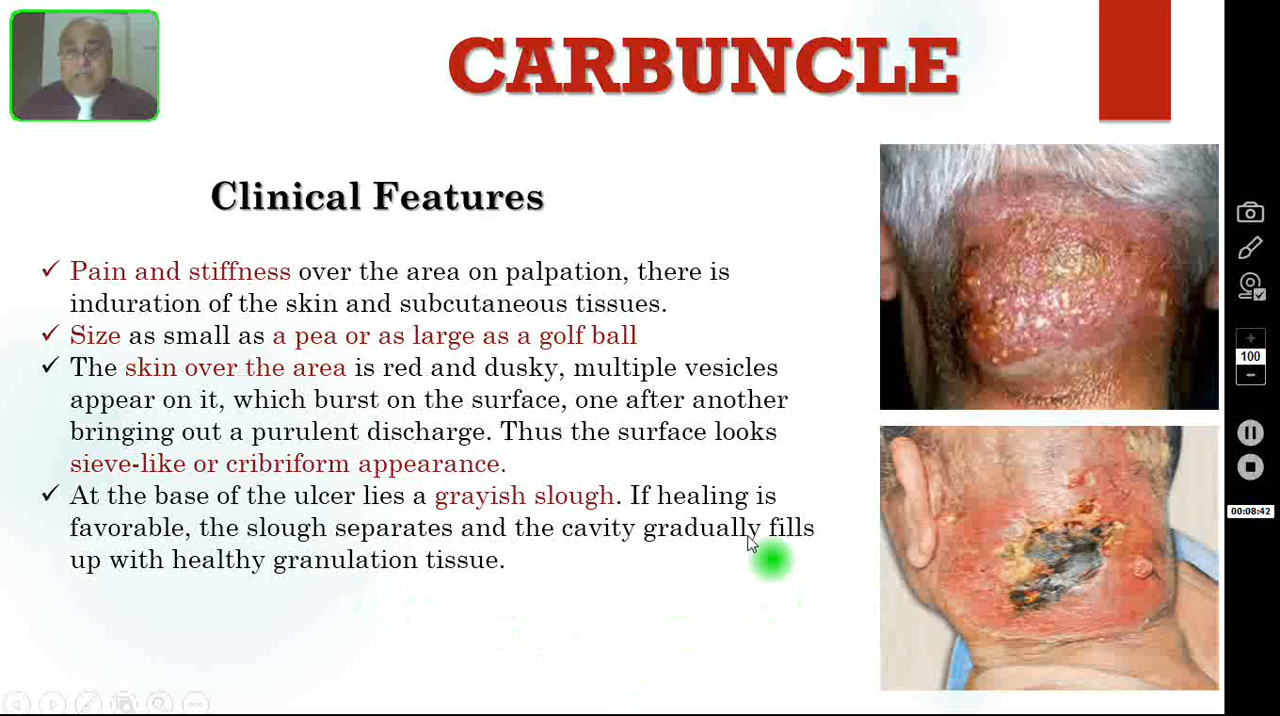 CARBUNCLE
Clinical Features
✓ Pain and stiffness over the area on palpation, there is
induration of the skin and subcutaneous tissues.
✓ Size as small as a pea or as large as a golf ball
✓ The skin over the area is red and dusky, multiple vesicles
appear on it, which burst on the surface, one after another
bringing out a purulent discharge. Thus the surface looks
sieve-like or cribriform appearance.
✓ At the base of the ulcer lies a grayish slough. If healing is
favorable, the slough separates and the cavity gradually fills
up with healthy granulation tissue.
+
100
-
00:08:42